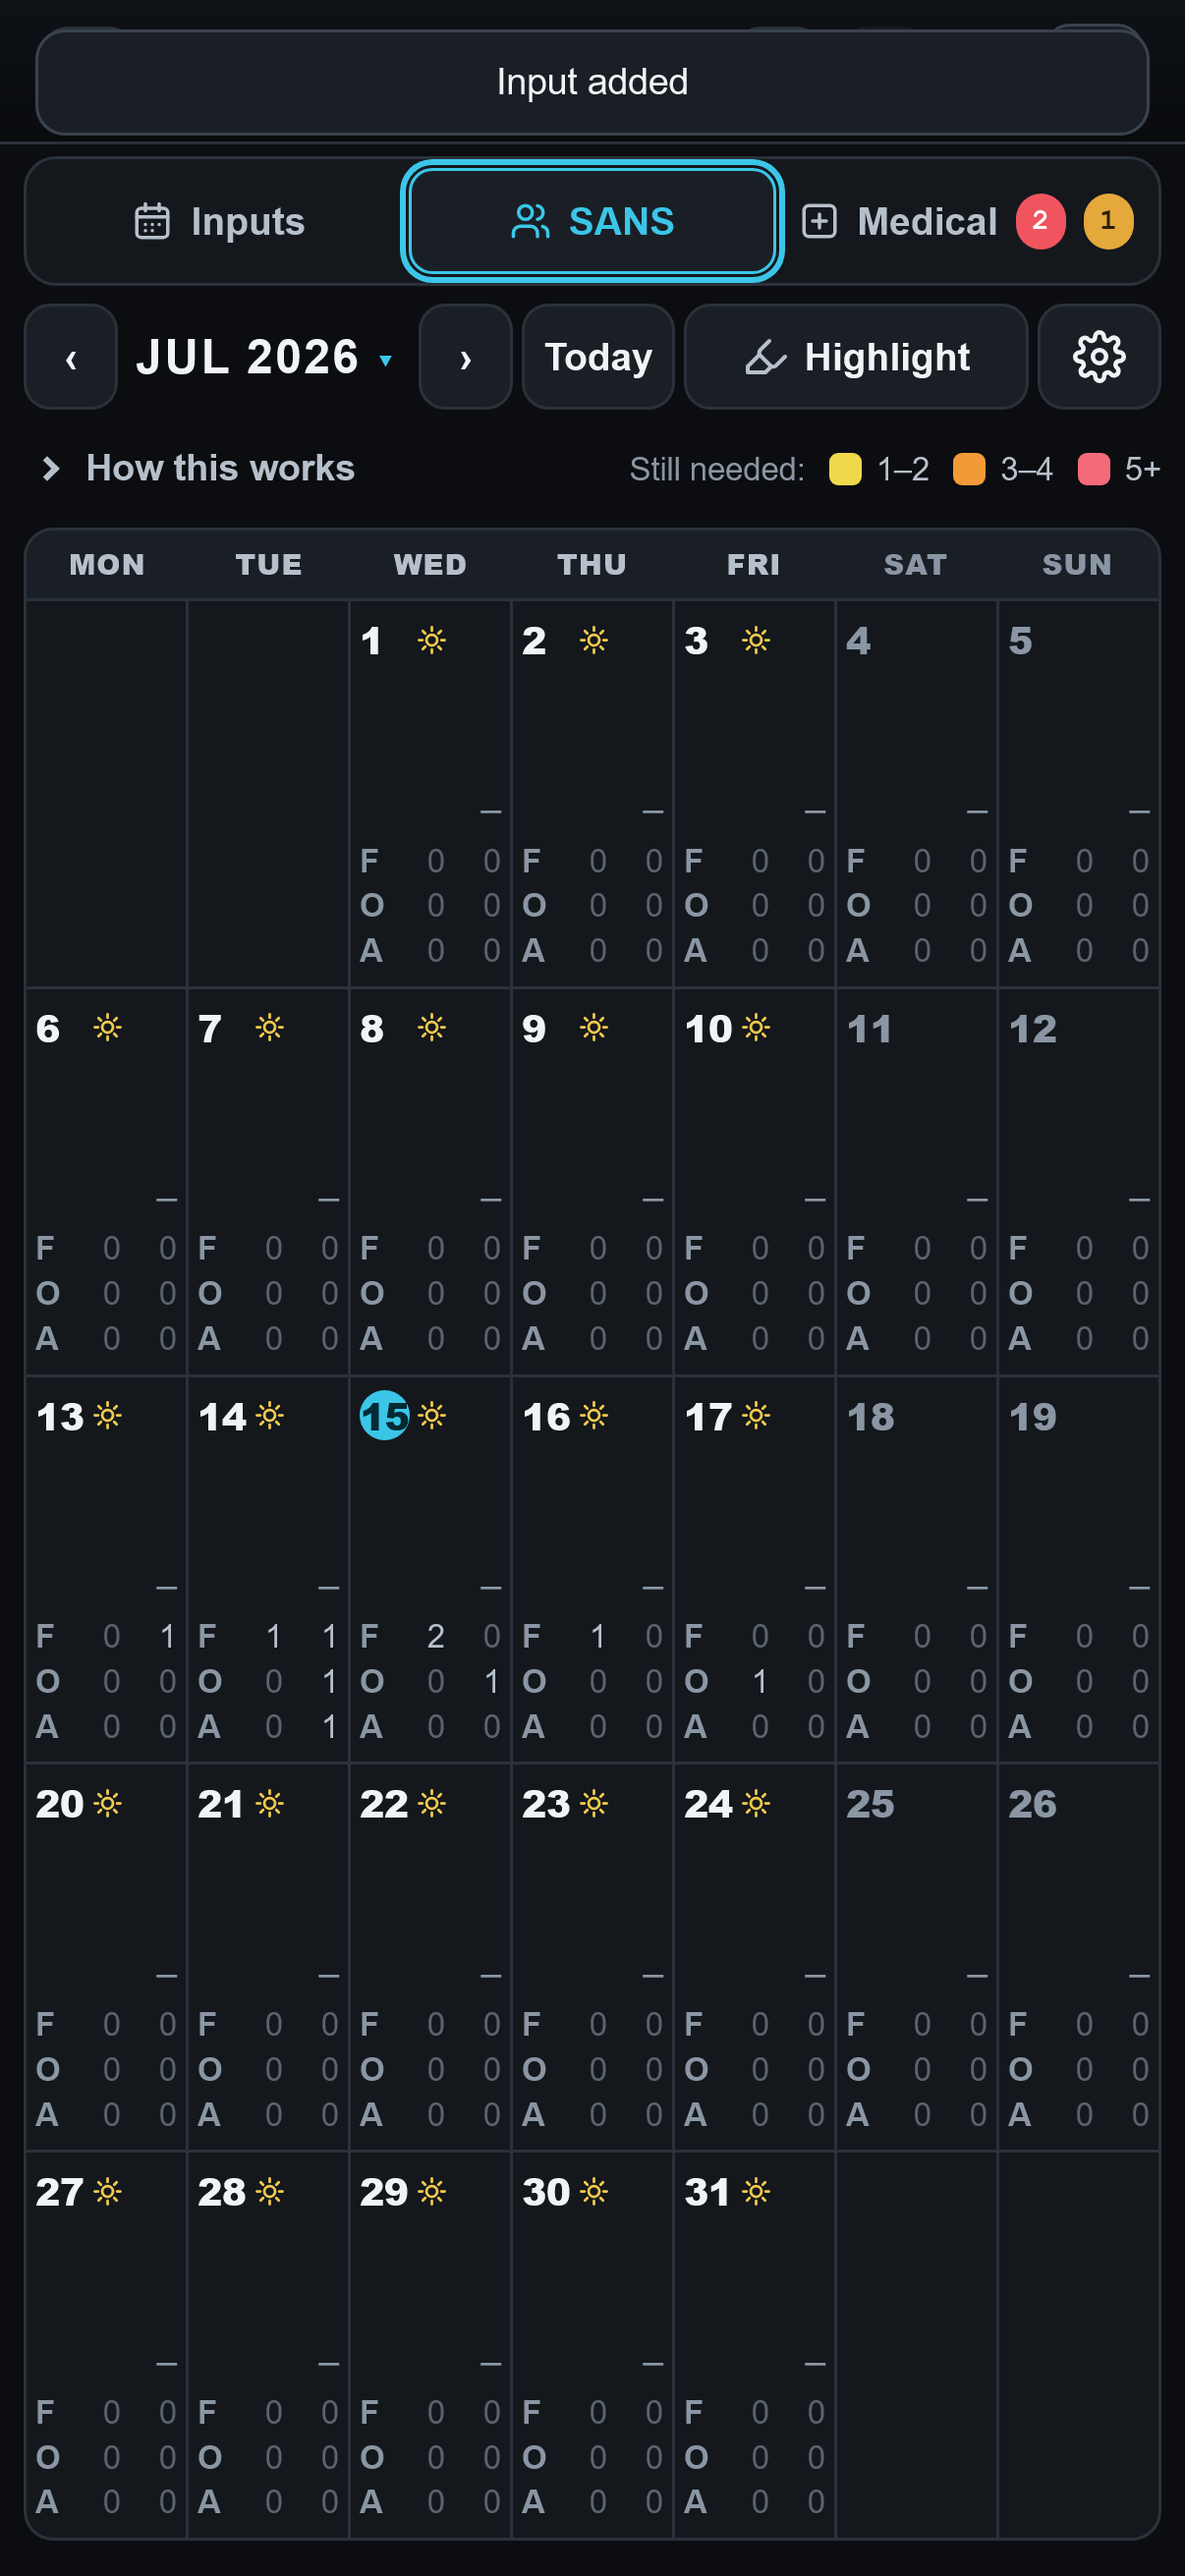 Input added
Inputs SANS Medical 2 1
‹ JUL 2026 ▾ › Today Highlight
How this works Still needed: 1–2 3–4 5+
MON TUE WED THU FRI SAT SUN
1 2 3 4 5
– – – – –
F 0 0 F 0 0 F 0 0 F 0 0 F 0 0
O 0 0 O 0 0 O 0 0 O 0 0 O 0 0
A 0 0 A 0 0 A 0 0 A 0 0 A 0 0
6 7 8 9 10 11 12
– – – – – – –
F 0 0 F 0 0 F 0 0 F 0 0 F 0 0 F 0 0 F 0 0
O 0 0 O 0 0 O 0 0 O 0 0 O 0 0 O 0 0 O 0 0
A 0 0 A 0 0 A 0 0 A 0 0 A 0 0 A 0 0 A 0 0
13 14 15 16 17 18 19
– – – – – – –
F 0 1 F 1 1 F 2 0 F 1 0 F 0 0 F 0 0 F 0 0
O 0 0 O 0 1 O 0 1 O 0 0 O 1 0 O 0 0 O 0 0
A 0 0 A 0 1 A 0 0 A 0 0 A 0 0 A 0 0 A 0 0
20 21 22 23 24 25 26
– – – – – – –
F 0 0 F 0 0 F 0 0 F 0 0 F 0 0 F 0 0 F 0 0
O 0 0 O 0 0 O 0 0 O 0 0 O 0 0 O 0 0 O 0 0
A 0 0 A 0 0 A 0 0 A 0 0 A 0 0 A 0 0 A 0 0
27 28 29 30 31
– – – – –
F 0 0 F 0 0 F 0 0 F 0 0 F 0 0
O 0 0 O 0 0 O 0 0 O 0 0 O 0 0
A 0 0 A 0 0 A 0 0 A 0 0 A 0 0